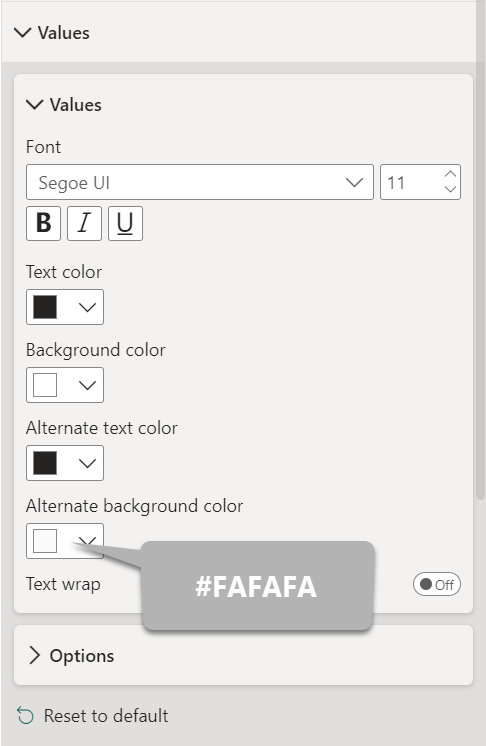 Values
Values
Font
Segoe UI 11
B I U
Text color
Background color
Alternate text color
Alternate background color
#FAFAFA
Text wrap Off
Options
Reset to default